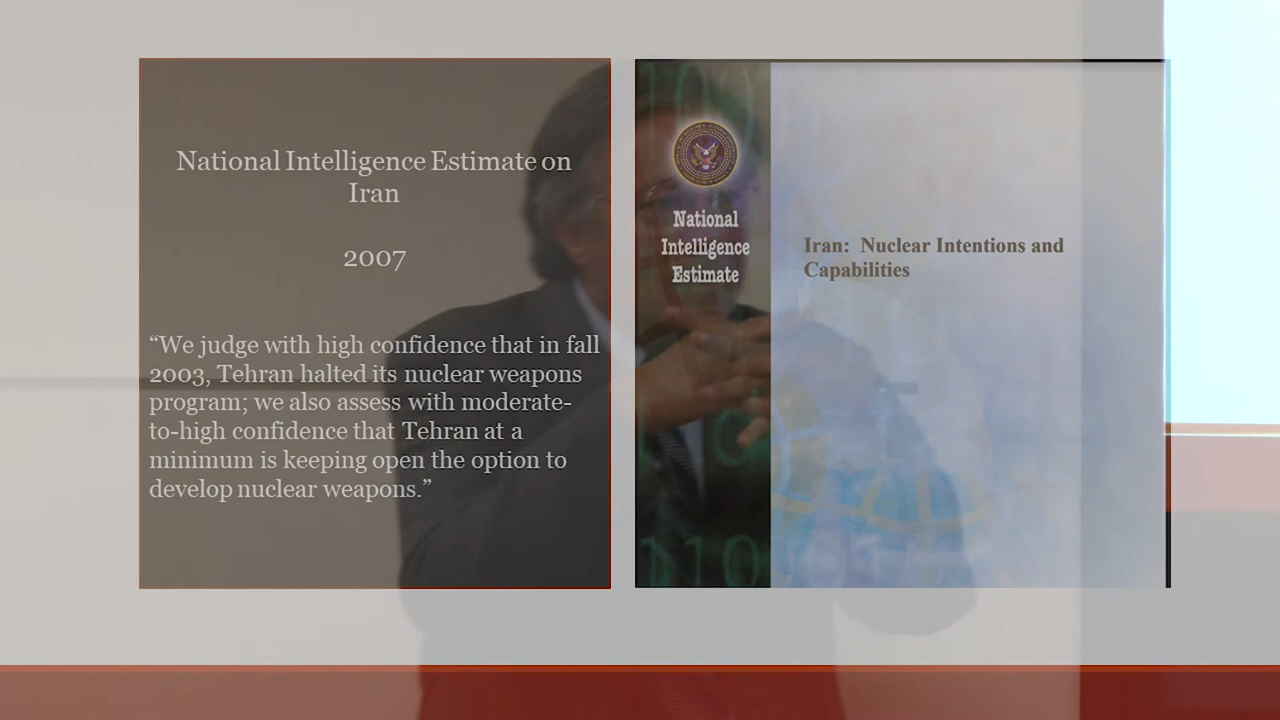 National Intelligence Estimate on
Iran
2007
“We judge with high confidence that in fall
2003, Tehran halted its nuclear weapons
program; we also assess with moderate-
to-high confidence that Tehran at a
minimum is keeping open the option to
develop nuclear weapons.”
National
Intelligence
Estimate
Iran: Nuclear Intentions and
Capabilities